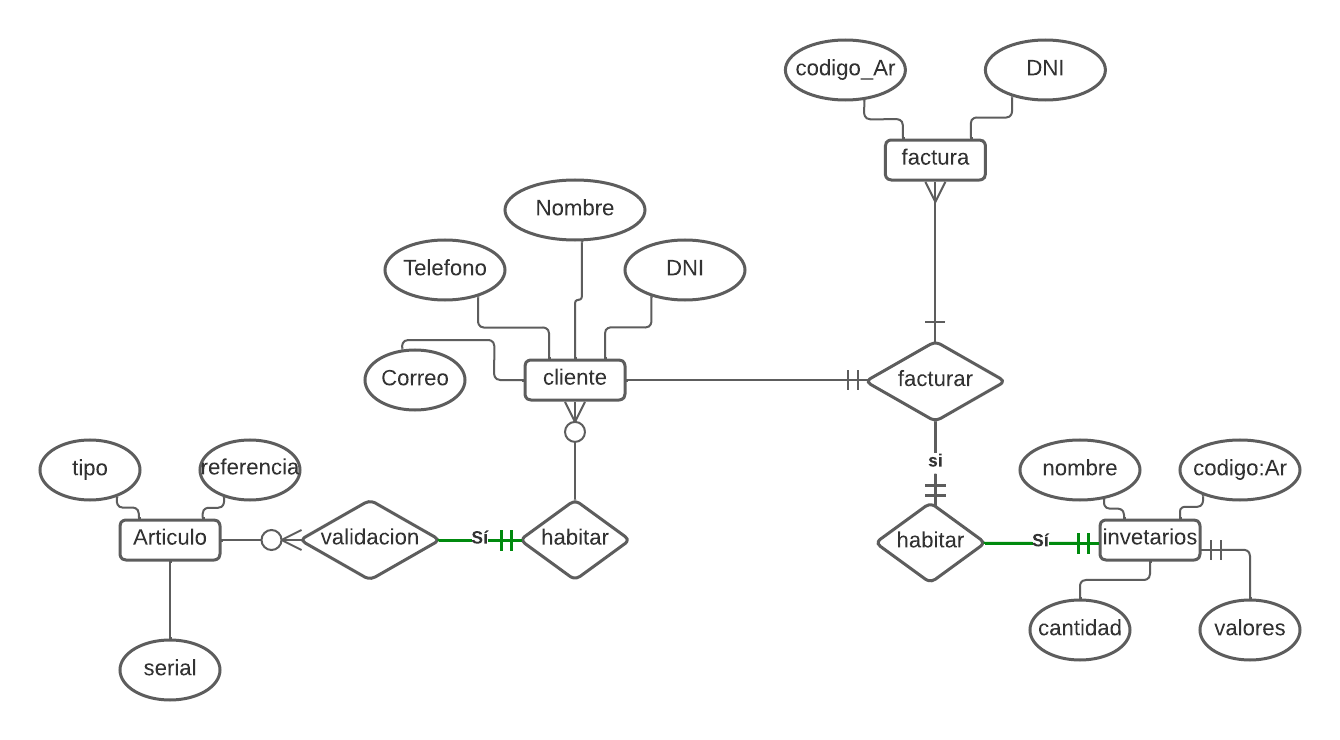 codigo_Ar
DNI
factura
Nombre
Telefono
DNI
Correo
cliente
facturar
si
tipo
referencia
nombre
codigo:Ar
Articulo
validacion
Sí
habitar
habitar
Sí
invetarios
cantidad
valores
serial